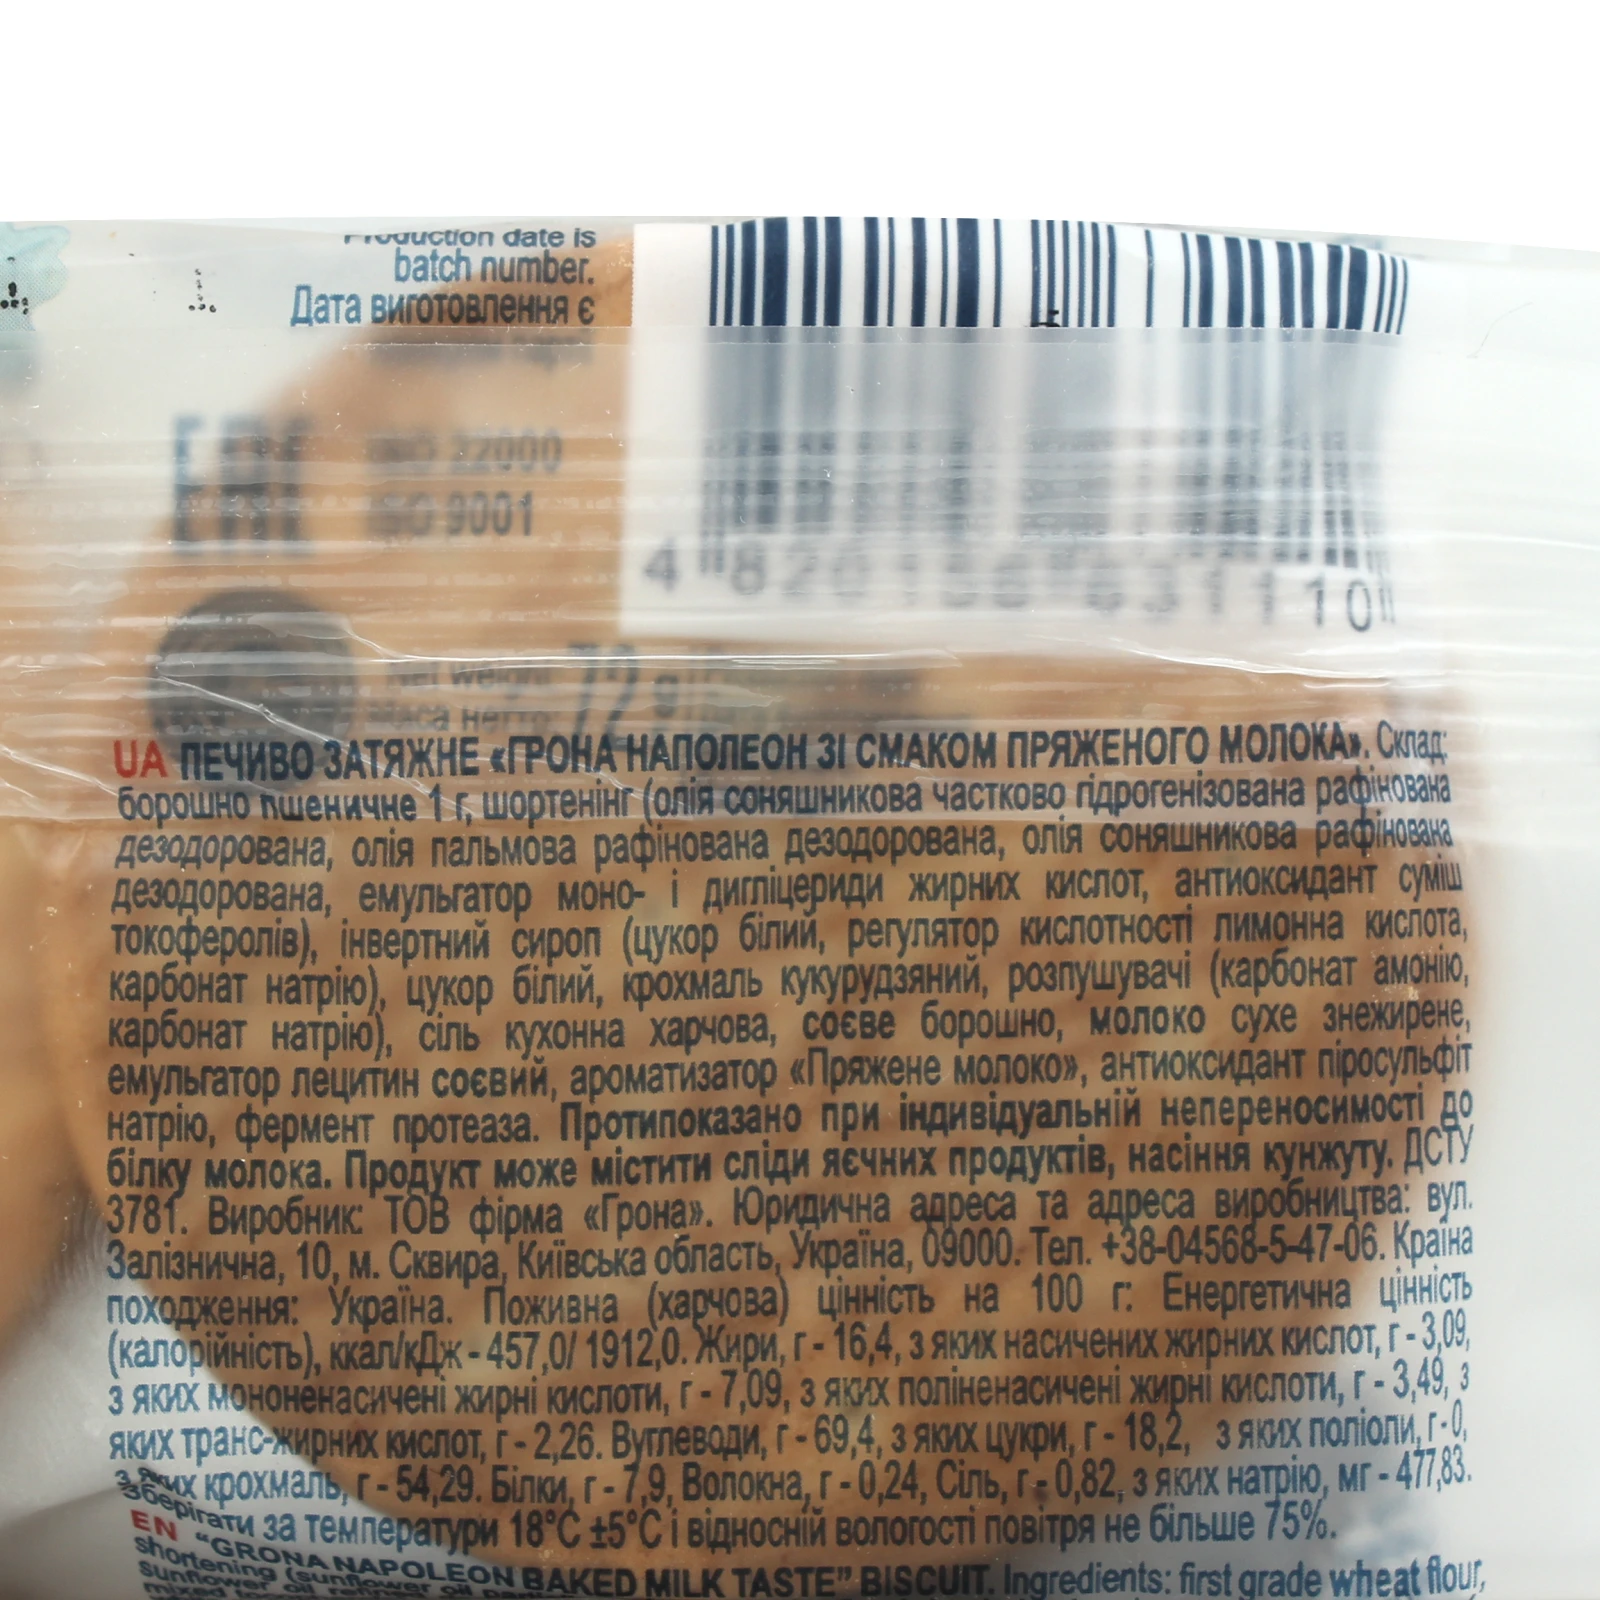 Production date is
batch number.
Дата виготовлення є
ISO 22000
ISO 9001
Net weight: 72 g
Маса нетто:
UA ПЕЧИВО ЗАТЯЖНЕ «ГРОНА НАПОЛЕОН ЗІ СМАКОМ ПРЯЖЕНОГО МОЛОКА». Склад:
борошно пшеничне 1 г, шортенінг (олія соняшникова частково гідрогенізована рафінована
дезодорована, олія пальмова рафінована дезодорована, олія соняшникова рафінована
дезодорована, емульгатор моно- і дигліцериди жирних кислот, антиоксидант суміш
токоферолів), інвертний сироп (цукор білий, регулятор кислотності лимонна кислота,
карбонат натрію), цукор білий, крохмаль кукурудзяний, розпушувачі (карбонат амонію,
карбонат натрію), сіль кухонна харчова, соєве борошно, молоко сухе знежирене,
емульгатор лецитин соєвий, ароматизатор «Пряжене молоко», антиоксидант піросульфіт
натрію, фермент протеаза. Протипоказано при індивідуальній непереносимості до
білку молока. Продукт може містити сліди яєчних продуктів, насіння кунжуту. ДСТУ
3781. Виробник: ТОВ фірма «Грона». Юридична адреса та адреса виробництва: вул.
Залізнична, 10, м. Сквира, Київська область, Україна, 09000. Тел. +38-04568-5-47-06. Країна
походження: Україна. Поживна (харчова) цінність на 100 г: Енергетична цінність
(калорійність), ккал/кДж - 457,0/ 1912,0. Жири, г - 16,4, з яких насичених жирних кислот, г - 3,09,
з яких мононенасичені жирні кислоти, г - 7,09, з яких поліненасичені жирні кислоти, г - 3,49, з
яких транс-жирних кислот, г - 2,26. Вуглеводи, г - 69,4, з яких цукри, г - 18,2, з яких поліоли, г - 0,
з яких крохмаль, г - 54,29. Білки, г - 7,9, Волокна, г - 0,24, Сіль, г - 0,82, з яких натрію, мг - 477,83.
Зберігати за температури 18°C ±5°C і відносній вологості повітря не більше 75%.
EN “GRONA NAPOLEON BAKED MILK TASTE” BISCUIT. Ingredients: first grade wheat flour,
shortening (sunflower oil
sunflower oil refined